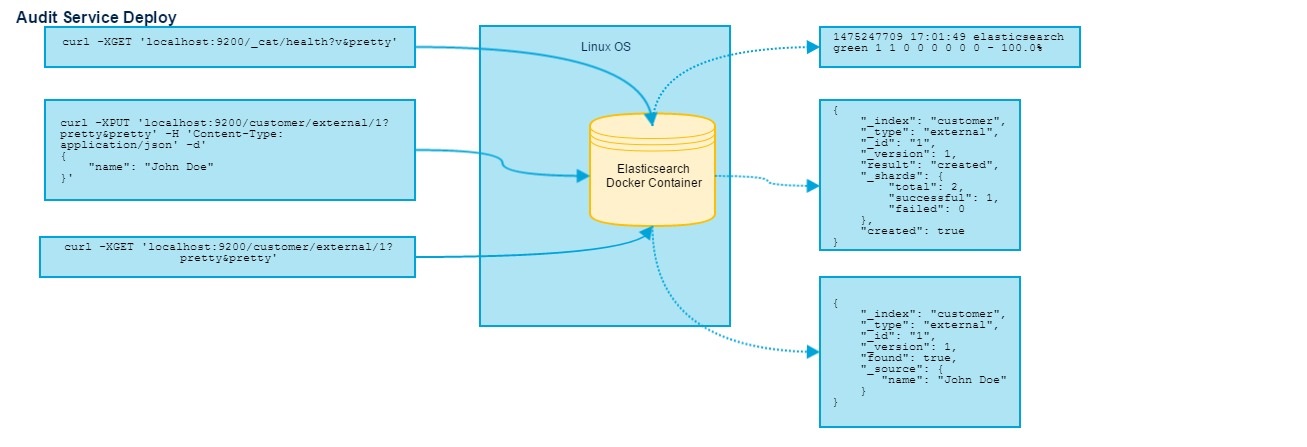 Audit Service Deploy
curl -XGET 'localhost:9200/_cat/health?v&pretty'
Linux OS
1475247709 17:01:49 elasticsearch
green 1 1 0 0 0 0 0 0 - 100.0%
curl -XPUT 'localhost:9200/customer/external/1?
pretty&pretty' -H 'Content-Type:
application/json' -d'
{
"name": "John Doe"
}'
Elasticsearch
Docker Container
{
"_index": "customer",
"_type": "external",
"_id": "1",
"_version": 1,
"result": "created",
"_shards": {
"total": 2,
"successful": 1,
"failed": 0
},
"created": true
}
curl -XGET 'localhost:9200/customer/external/1?
pretty&pretty'
{
"_index": "customer",
"_type": "external",
"_id": "1",
"_version": 1,
"found": true,
"_source": {
"name": "John Doe"
}
}